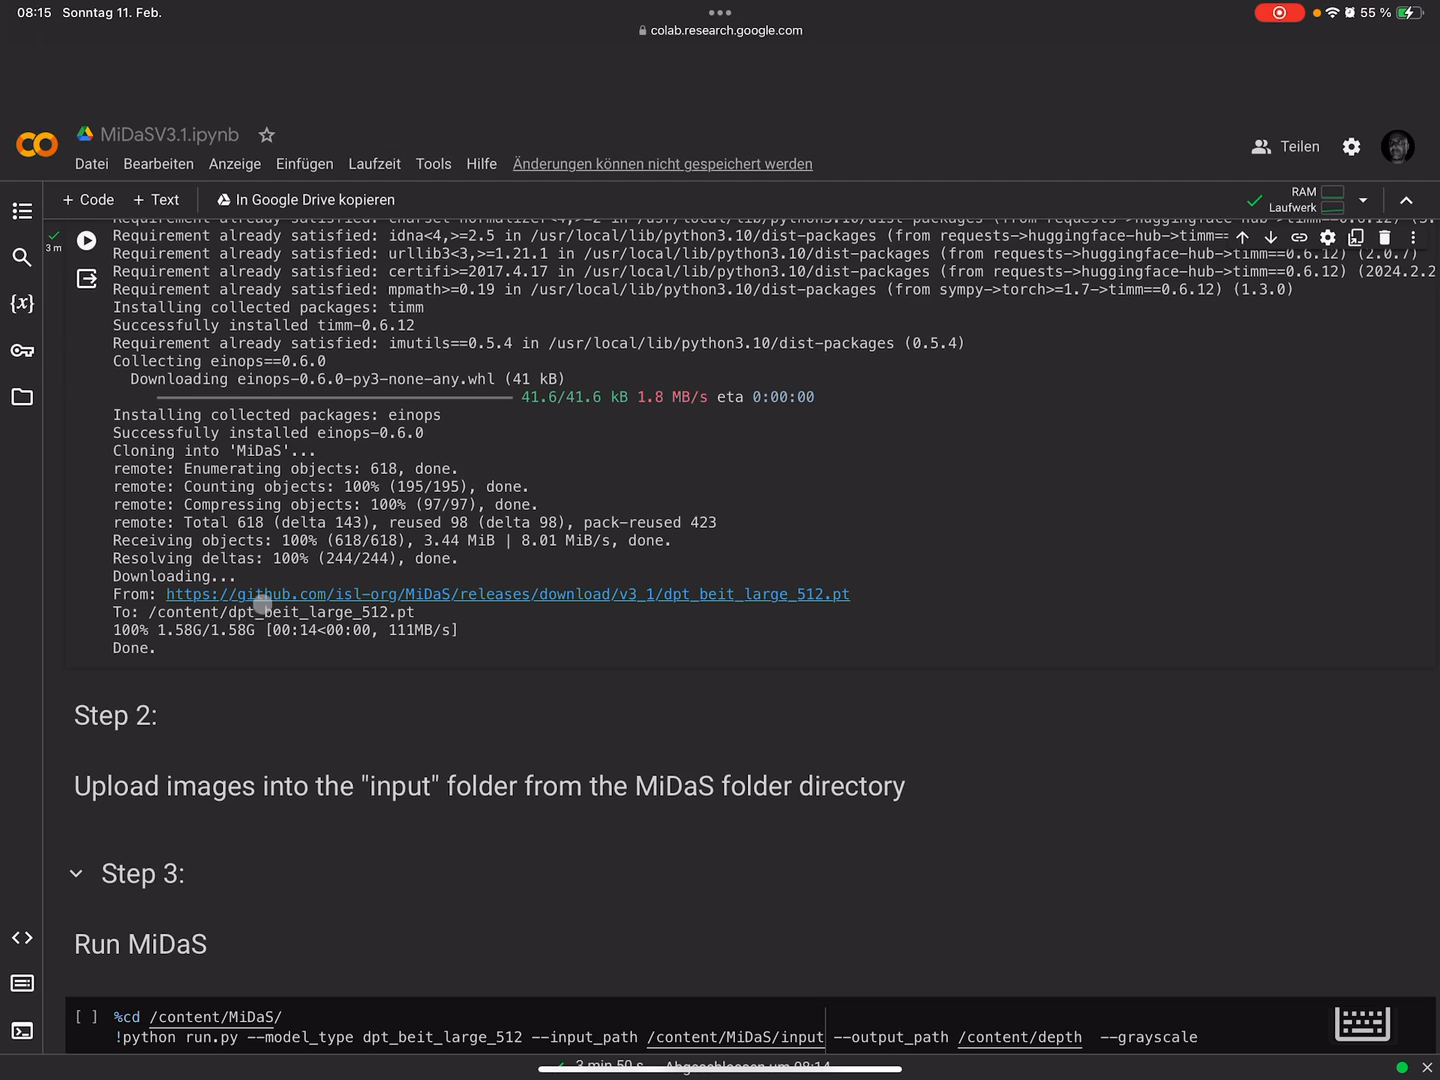 08:15 Sonntag 11. Feb.
55 %
colab.research.google.com
MiDaSV3.1.ipynb
Datei Bearbeiten Anzeige Einfügen Laufzeit Tools Hilfe Änderungen können nicht gespeichert werden
Teilen
+ Code + Text In Google Drive kopieren
RAM
Laufwerk
3 m
Requirement already satisfied: idna<4,>=2.5 in /usr/local/lib/python3.10/dist-packages (from requests->huggingface-hub->timm==
Requirement already satisfied: urllib3<3,>=1.21.1 in /usr/local/lib/python3.10/dist-packages (from requests->huggingface-hub->timm==0.6.12) (2.0.7)
Requirement already satisfied: certifi>=2017.4.17 in /usr/local/lib/python3.10/dist-packages (from requests->huggingface-hub->timm==0.6.12) (2024.2.2
Requirement already satisfied: mpmath>=0.19 in /usr/local/lib/python3.10/dist-packages (from sympy->torch>=1.7->timm==0.6.12) (1.3.0)
Installing collected packages: timm
Successfully installed timm-0.6.12
Requirement already satisfied: imutils==0.5.4 in /usr/local/lib/python3.10/dist-packages (0.5.4)
Collecting einops==0.6.0
Downloading einops-0.6.0-py3-none-any.whl (41 kB)
41.6/41.6 kB 1.8 MB/s eta 0:00:00
Installing collected packages: einops
Successfully installed einops-0.6.0
Cloning into 'MiDaS'...
remote: Enumerating objects: 618, done.
remote: Counting objects: 100% (195/195), done.
remote: Compressing objects: 100% (97/97), done.
remote: Total 618 (delta 143), reused 98 (delta 98), pack-reused 423
Receiving objects: 100% (618/618), 3.44 MiB | 8.01 MiB/s, done.
Resolving deltas: 100% (244/244), done.
Downloading...
From: https://github.com/isl-org/MiDaS/releases/download/v3_1/dpt_beit_large_512.pt
To: /content/dpt_beit_large_512.pt
100% 1.58G/1.58G [00:14<00:00, 111MB/s]
Done.
Step 2:
Upload images into the "input" folder from the MiDaS folder directory
Step 3:
Run MiDaS
[ ] %cd /content/MiDaS/
!python run.py --model_type dpt_beit_large_512 --input_path /content/MiDaS/input --output_path /content/depth --grayscale
3 min 50 s Abgeschlossen um 08:14